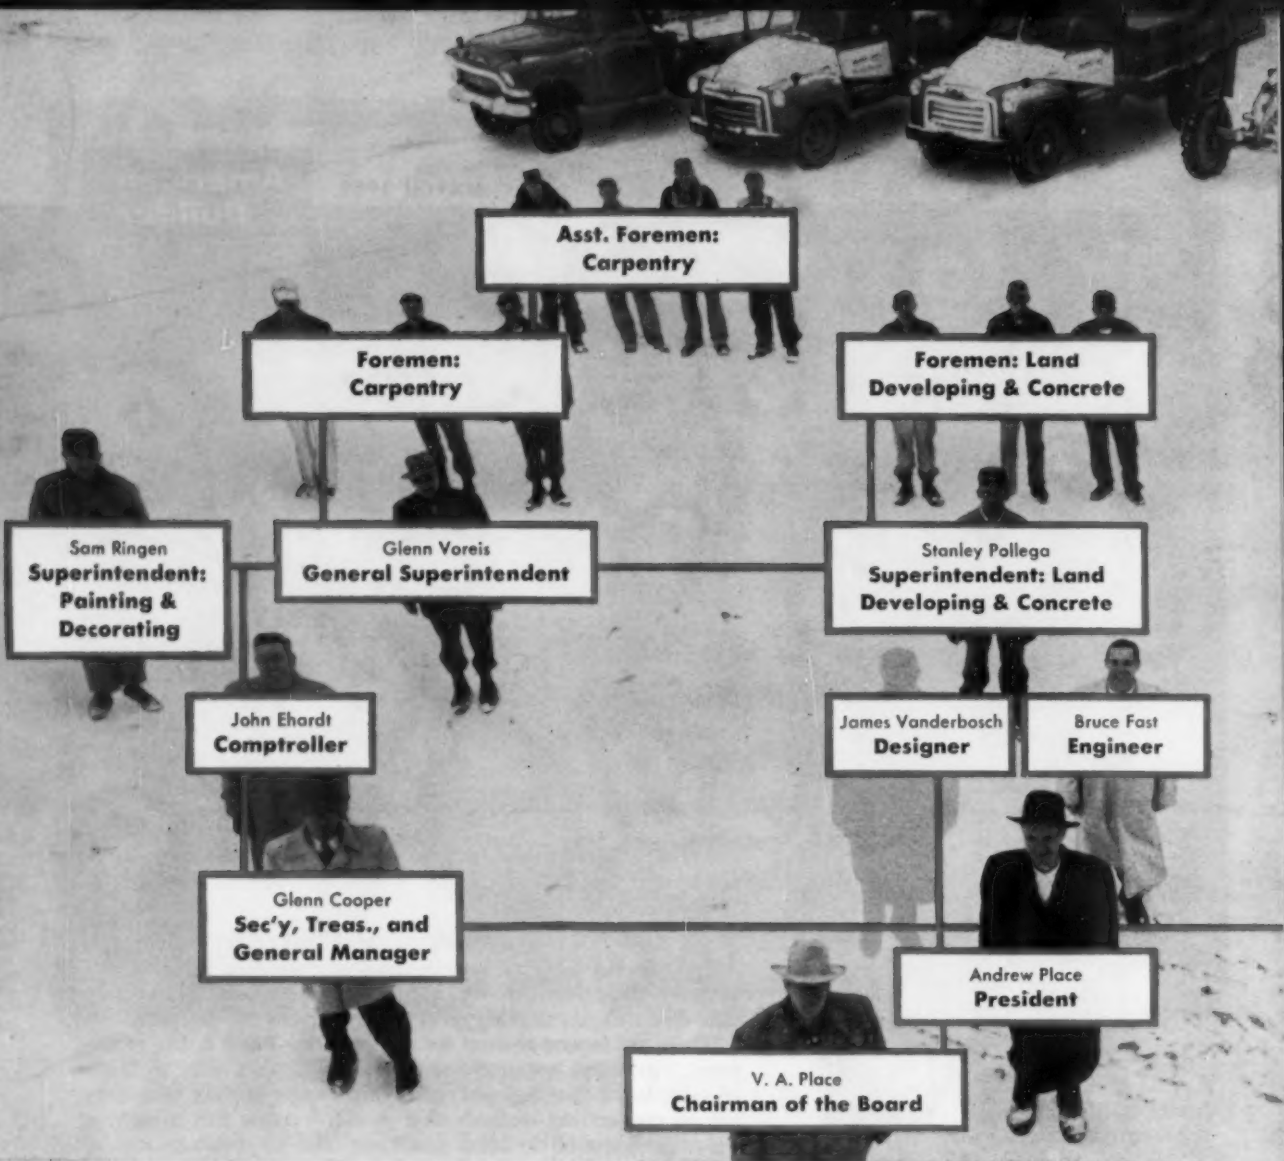 Asst. Foremen:
Carpentry
Foremen:
Carpentry
Foremen: Land
Developing & Concrete
Sam Ringen
Superintendent:
Painting &
Decorating
Glenn Voreis
General Superintendent
Stanley Pollega
Superintendent: Land
Developing & Concrete
John Ehardt
Comptroller
James Vanderbosch
Designer
Bruce Fast
Engineer
Glenn Cooper
Sec'y, Treas., and
General Manager
Andrew Place
President
V. A. Place
Chairman of the Board